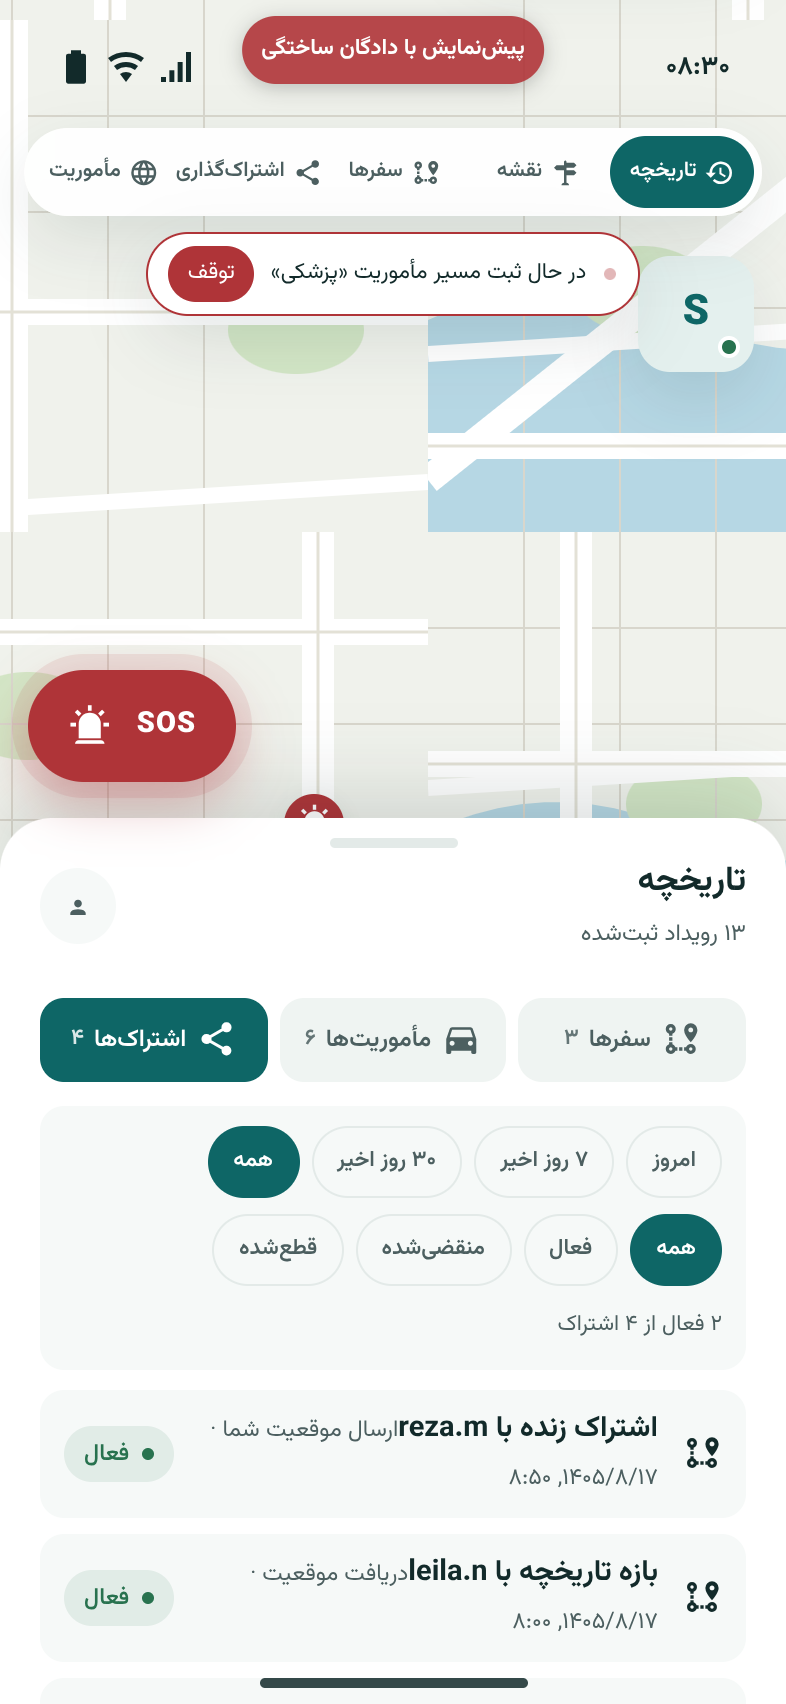 پیش‌نمایش با دادگان ساختگی
۰۸:۳۰
تاریخچه
نقشه
سفرها
اشتراک‌گذاری
مأموریت
در حال ثبت مسیر مأموریت «پزشکی»
توقف
S
SOS
تاریخچه
۱۳ رویداد ثبت‌شده
سفرها ۳
مأموریت‌ها ۶
اشتراک‌ها ۴
امروز
۷ روز اخیر
۳۰ روز اخیر
همه
همه
فعال
منقضی‌شده
قطع‌شده
۲ فعال از ۴ اشتراک
اشتراک زنده با reza.mارسال موقعیت شما ·
۱۴۰۵/۸/۱۷, ۸:۵۰
فعال
بازه تاریخچه با leila.nدریافت موقعیت ·
۱۴۰۵/۸/۱۷, ۸:۰۰
فعال